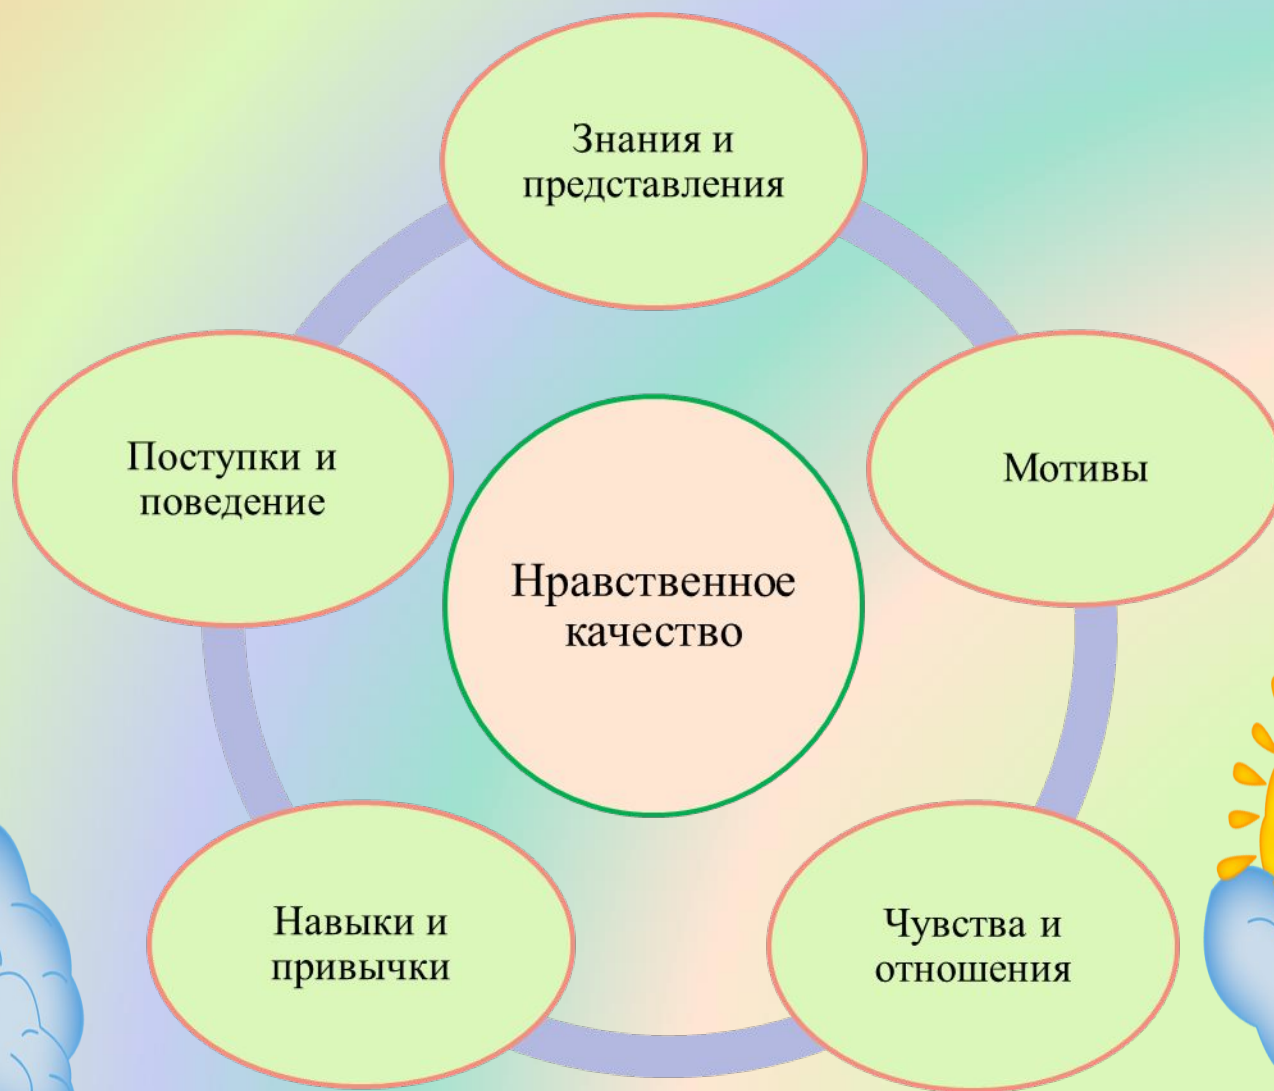 Знания и
представления
Мотивы
Поступки и
поведение
Нравственное
качество
Навыки и
привычки
Чувства и
отношения